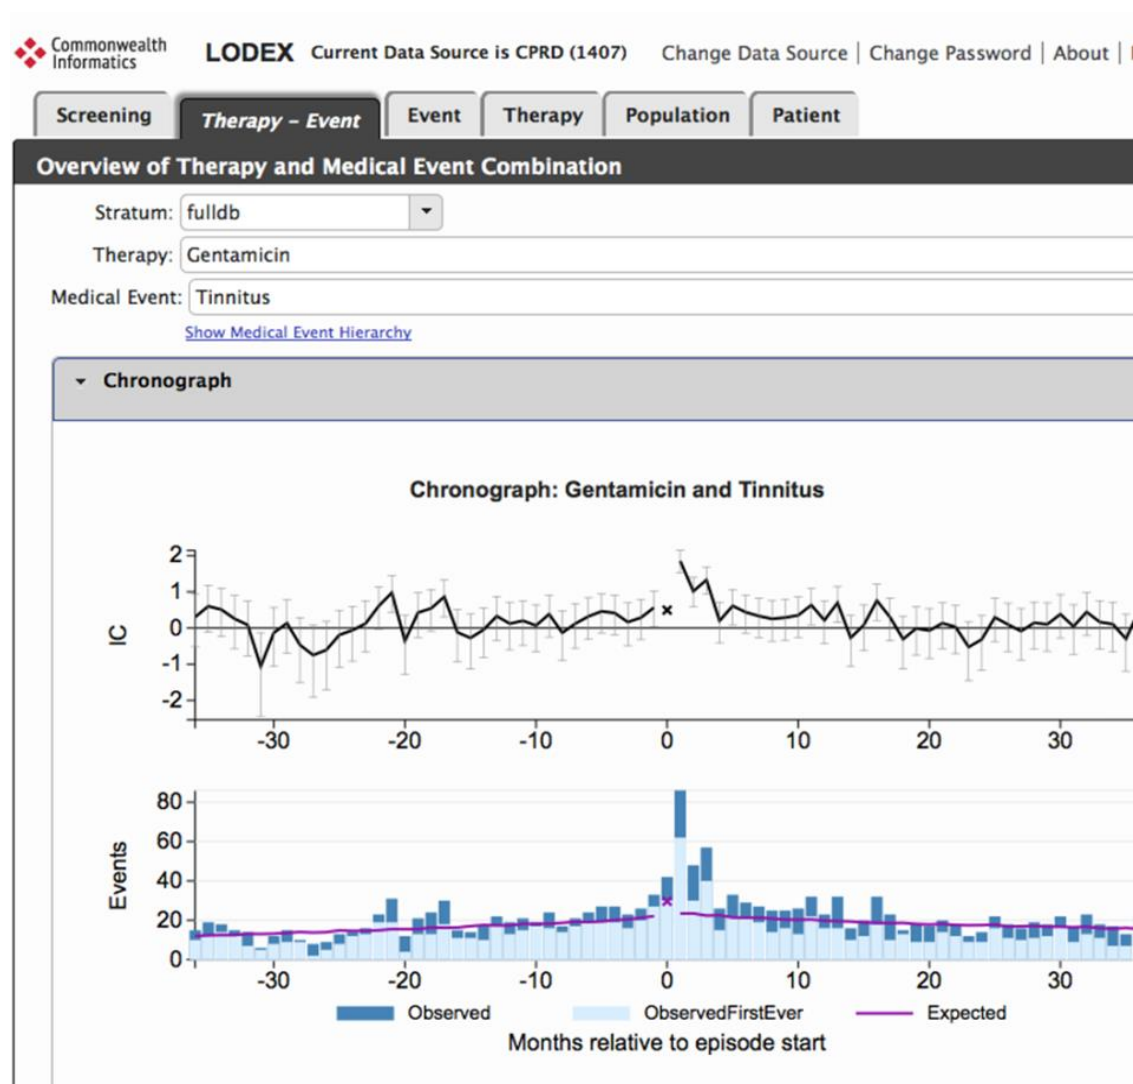 Commonwealth Informatics LODEX Current Data Source is CPRD (1407) Change Data Source | Change Password | About |
Screening Therapy – Event Event Therapy Population Patient
Overview of Therapy and Medical Event Combination
Stratum: fulldb
Therapy: Gentamicin
Medical Event: Tinnitus
Show Medical Event Hierarchy
Chronograph
Chronograph: Gentamicin and Tinnitus
2
1
0
-1
-2
IC
-30 -20 -10 0 10 20 30
80
60
40
20
0
Events
-30 -20 -10 0 10 20 30
Observed ObservedFirstEver Expected
Months relative to episode start